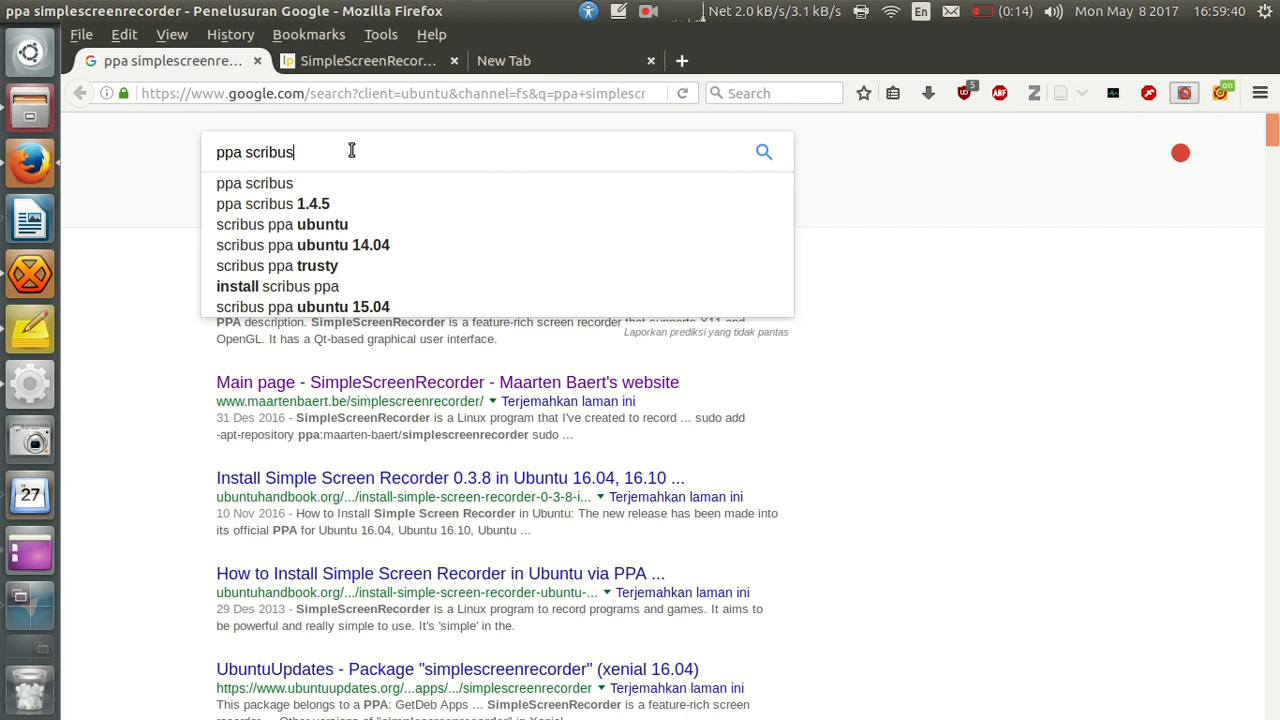 ppa simplescreenrecorder - Penelusuran Google - Mozilla Firefox
Net 2.0 kB/s/3.1 kB/s
En
(0:14)
Mon May 8 2017
16:59:40
File Edit View History Bookmarks Tools Help
ppa simplescreenre...
SimpleScreenRecor...
New Tab
https://www.google.com/search?client=ubuntu&channel=fs&q=ppa+simplescr
Search
5
ABP
on
ppa scribus
ppa scribus
ppa scribus 1.4.5
scribus ppa ubuntu
scribus ppa ubuntu 14.04
scribus ppa trusty
install scribus ppa
scribus ppa ubuntu 15.04
Laporkan prediksi yang tidak pantas
PPA description. SimpleScreenRecorder is a feature-rich screen recorder that supports X11 and
OpenGL. It has a Qt-based graphical user interface.
Main page - SimpleScreenRecorder - Maarten Baert's website
www.maartenbaert.be/simplescreenrecorder/ Terjemahkan laman ini
31 Des 2016 - SimpleScreenRecorder is a Linux program that I've created to record ... sudo add
-apt-repository ppa:maarten-baert/simplescreenrecorder sudo ...
Install Simple Screen Recorder 0.3.8 in Ubuntu 16.04, 16.10 ...
ubuntuhandbook.org/.../install-simple-screen-recorder-0-3-8-i... Terjemahkan laman ini
10 Nov 2016 - How to Install Simple Screen Recorder in Ubuntu: The new release has been made into
its official PPA for Ubuntu 16.04, Ubuntu 16.10, Ubuntu ...
How to Install Simple Screen Recorder in Ubuntu via PPA ...
ubuntuhandbook.org/.../install-simple-screen-recorder-ubuntu-... Terjemahkan laman ini
29 Des 2013 - SimpleScreenRecorder is a Linux program to record programs and games. It aims to
be powerful and really simple to use. It's 'simple' in the.
UbuntuUpdates - Package "simplescreenrecorder" (xenial 16.04)
https://www.ubuntuupdates.org/...apps/.../simplescreenrecorder Terjemahkan laman ini
This package belongs to a PPA: GetDeb Apps ... SimpleScreenRecorder is a feature-rich screen
recorder ... Other versions of "simplescreenrecorder" in Xenial
27